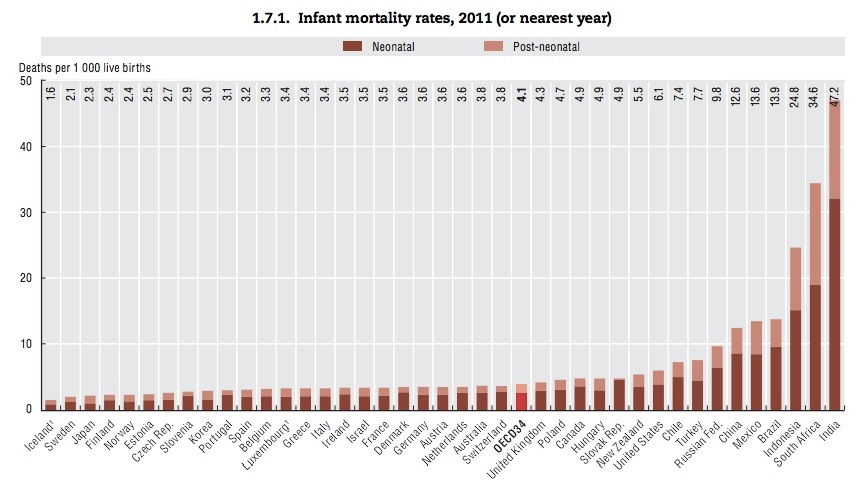 1.7.1. Infant mortality rates, 2011 (or nearest year)
Neonatal Post-neonatal
Deaths per 1 000 live births
50
40
30
20
10
0
1.6 2.1 2.3 2.4 2.4 2.5 2.7 2.9 3.0 3.1 3.2 3.3 3.4 3.4 3.4 3.5 3.5 3.5 3.6 3.6 3.6 3.6 3.8 3.8 4.1 4.3 4.7 4.9 4.9 4.9 5.5 6.1 7.4 7.7 9.8 12.6 13.6 13.9 24.8 34.6 47.2
Iceland¹
Sweden
Japan
Finland
Norway
Estonia
Czech Rep.
Slovenia
Korea
Portugal
Spain
Belgium
Luxembourg¹
Greece
Italy
Ireland
Israel
France
Denmark
Germany
Austria
Netherlands
Australia
Switzerland
OECD34
United Kingdom
Poland
Canada
Hungary
Slovak Rep.
New Zealand
United States
Chile
Turkey
Russian Fed.
China
Mexico
Brazil
Indonesia
South Africa
India